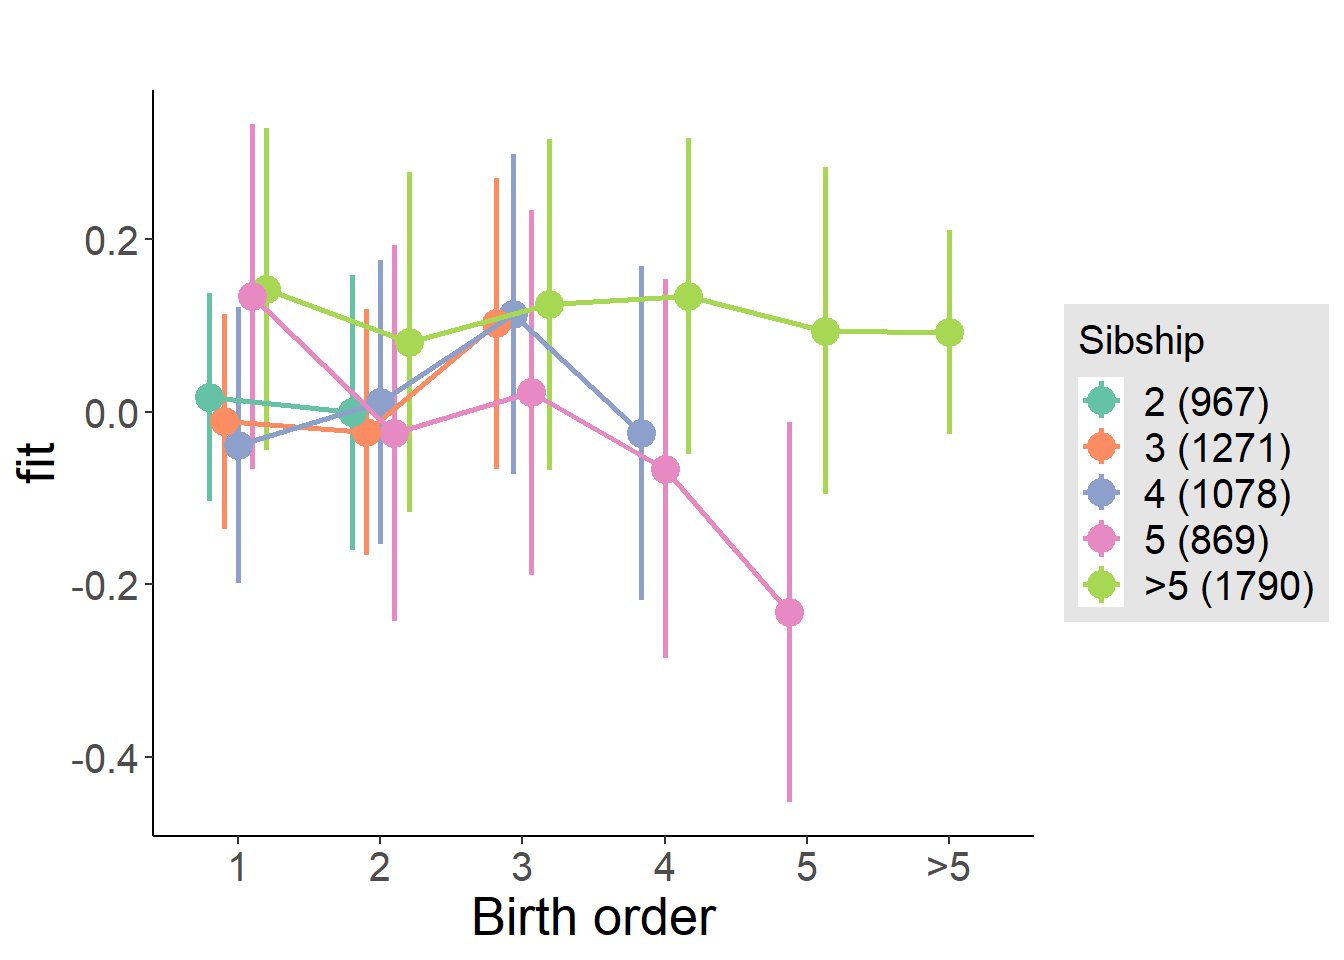 fit
0.2
0.0
-0.2
-0.4
1 2 3 4 5 >5
Birth order
Sibship
2 (967)
3 (1271)
4 (1078)
5 (869)
>5 (1790)